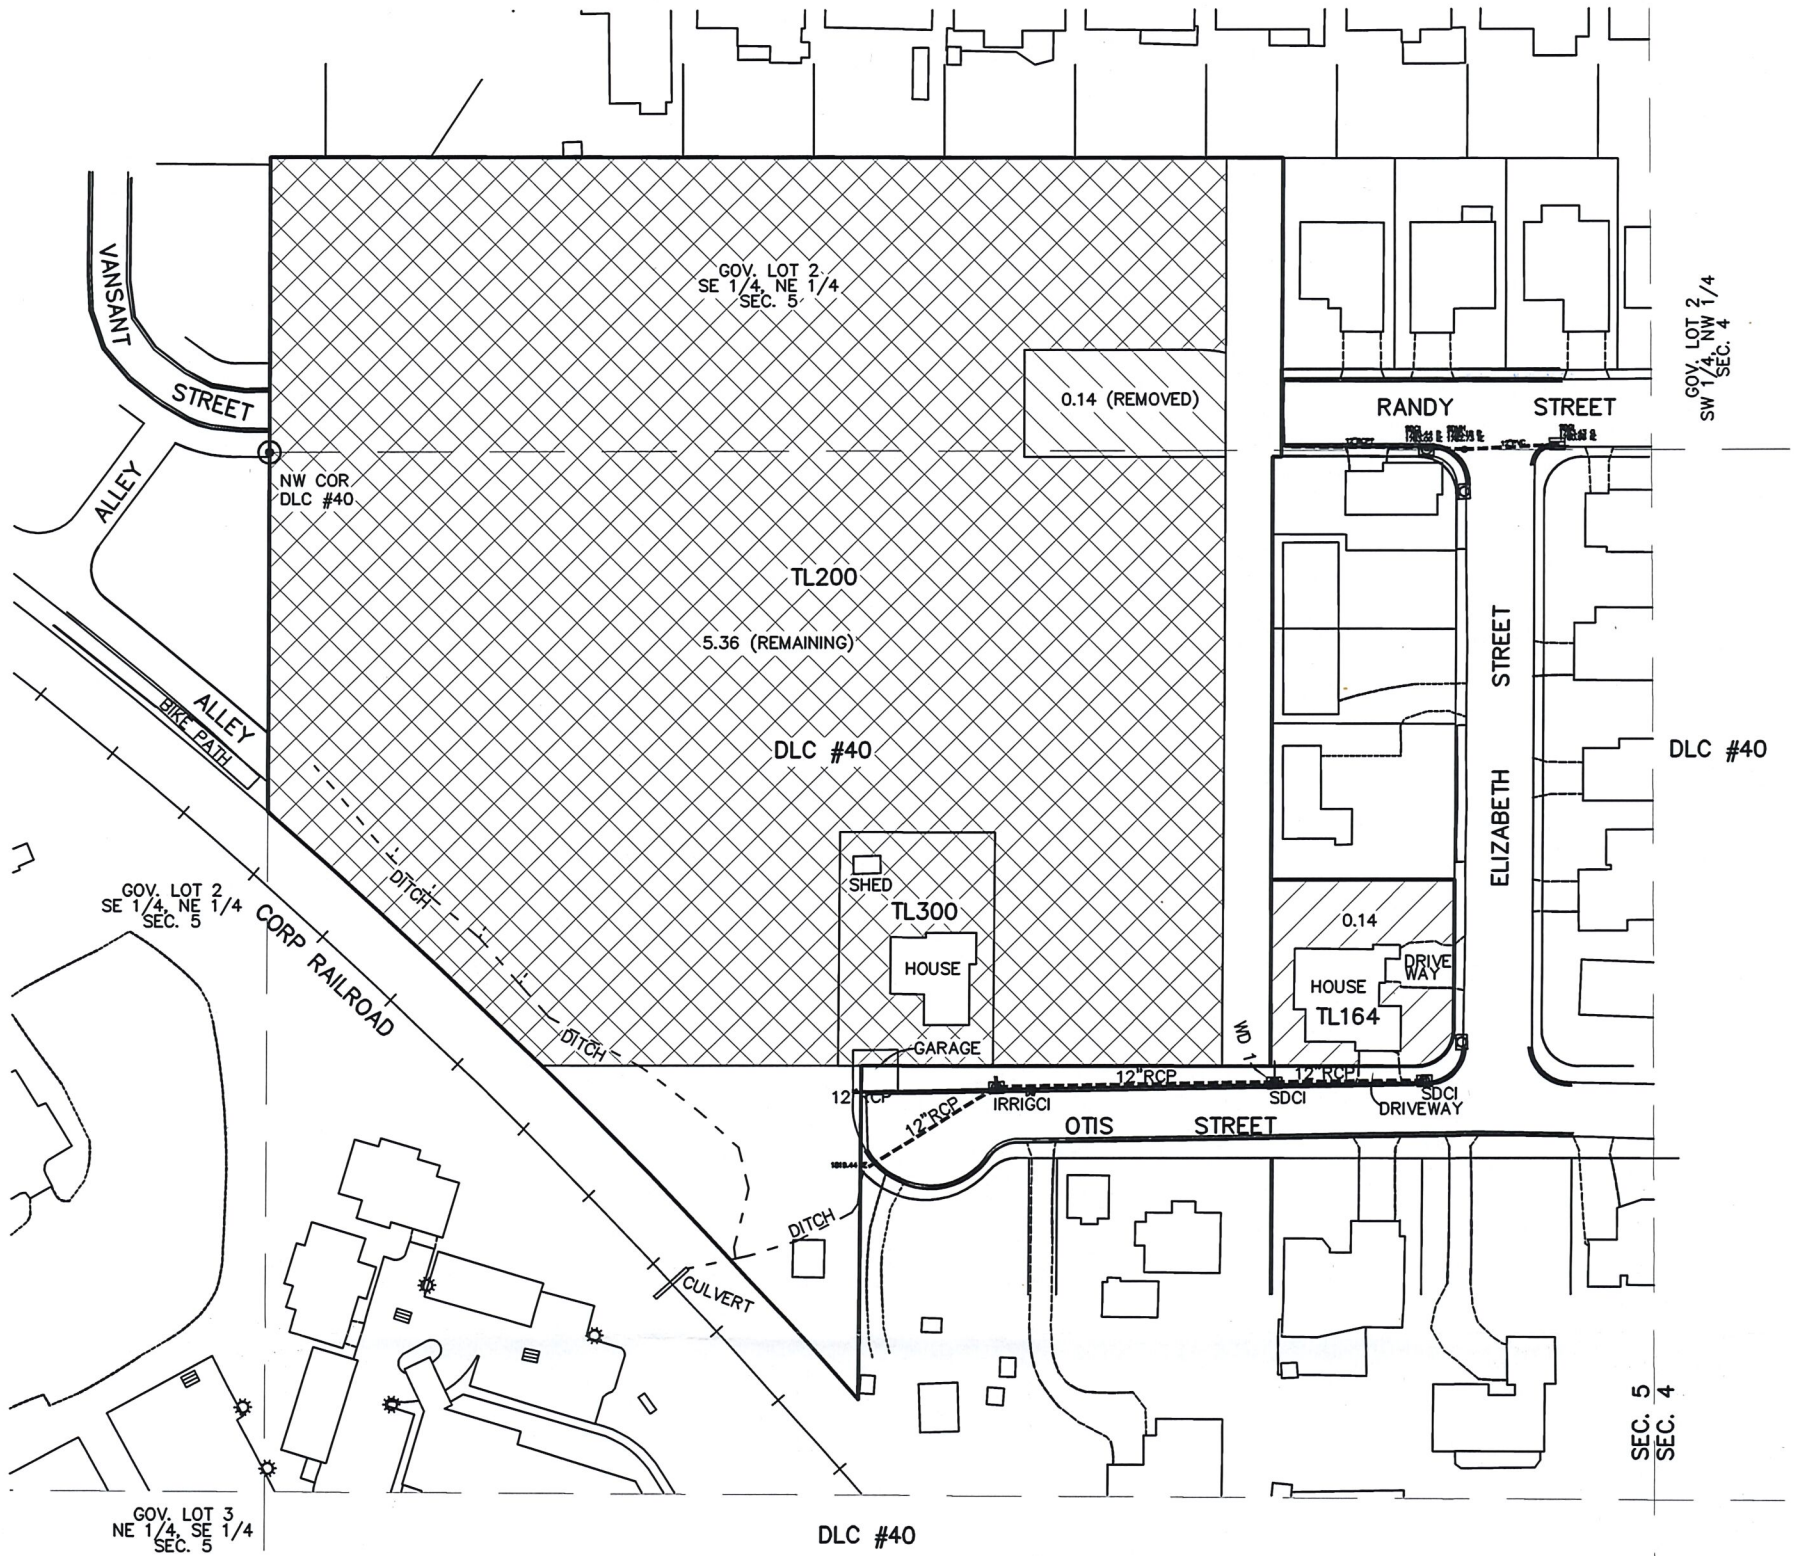 GOV. LOT 2
SE 1/4, NE 1/4
SEC. 5
VANSANT
STREET
GOV. LOT 2
SW 1/4, NW 1/4
SEC. 4
0.14 (REMOVED)
RANDY STREET
ALLEY
NW COR
DLC #40
TL200
5.36 (REMAINING)
STREET
ELIZABETH
ALLEY
BIKE PATH
DLC #40
DLC #40
DITCH
SHED
TL300
HOUSE
0.14
DRIVE
WAY
HOUSE
TL164
GOV. LOT 2
SE 1/4, NE 1/4
SEC. 5
CORP RAILROAD
DITCH
GARAGE
WD 1
12"RCP
12"RCP
12"RCP
12"RCP
IRRIGCI
SDCI
SDCI
DRIVEWAY
OTIS STREET
DITCH
CULVERT
SEC. 5
SEC. 4
GOV. LOT 3
NE 1/4, SE 1/4
SEC. 5
DLC #40